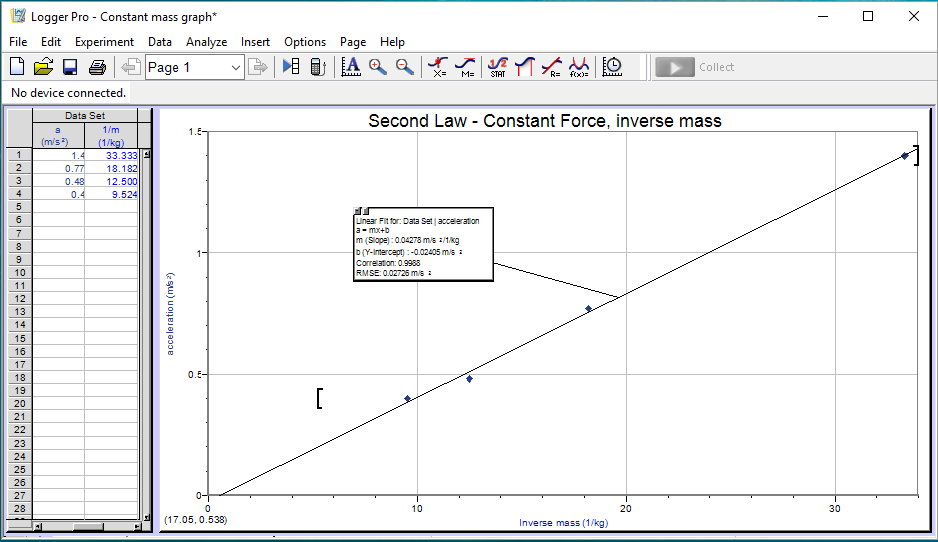 Logger Pro - Constant mass graph*
File Edit Experiment Data Analyze Insert Options Page Help
Page 1
X=
M=
1/2
STAT
R=
f(x)=
Collect
No device connected.
Data Set
a
(m/s²)
1/m
(1/kg)
1 1.4 33.333
2 0.77 18.182
3 0.48 12.500
4 0.4 9.524
5
6
7
8
9
10
11
12
13
14
15
16
17
18
19
20
21
22
23
24
25
26
27
28
Second Law - Constant Force, inverse mass
1.5
1
0.5
0
acceleration (m/s²)
Linear Fit for: Data Set | acceleration
a = mx+b
m (Slope) : 0.04278 m/s ²/1/kg
b (Y-Intercept) : -0.02405 m/s ²
Correlation: 0.9988
RMSE: 0.02726 m/s ²
0 10 20 30
(17.05, 0.538)
Inverse mass (1/kg)